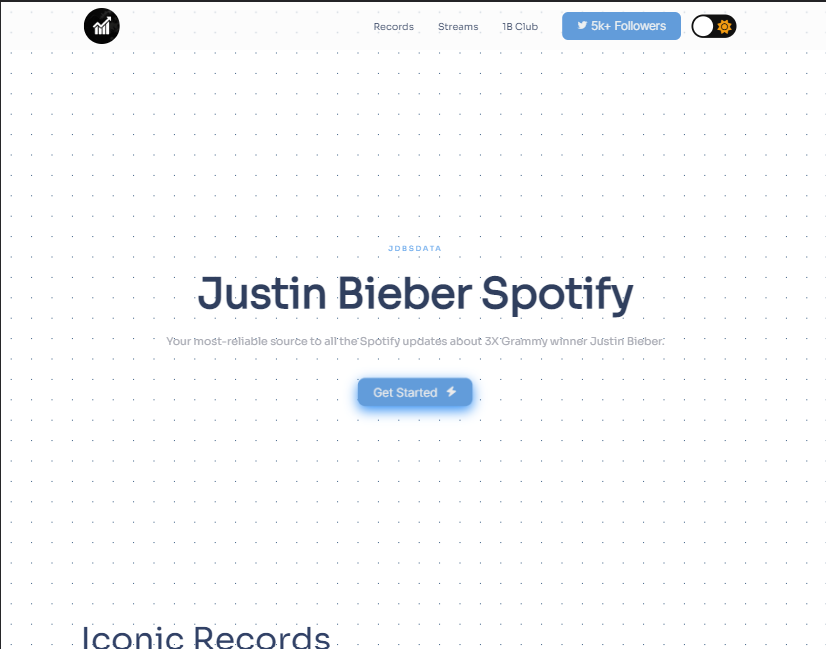 Records Streams 1B Club 5k+ Followers
JDBSDATA
Justin Bieber Spotify
Your most-reliable source to all the Spotify updates about 3X Grammy winner Justin Bieber.
Get Started
Iconic Records